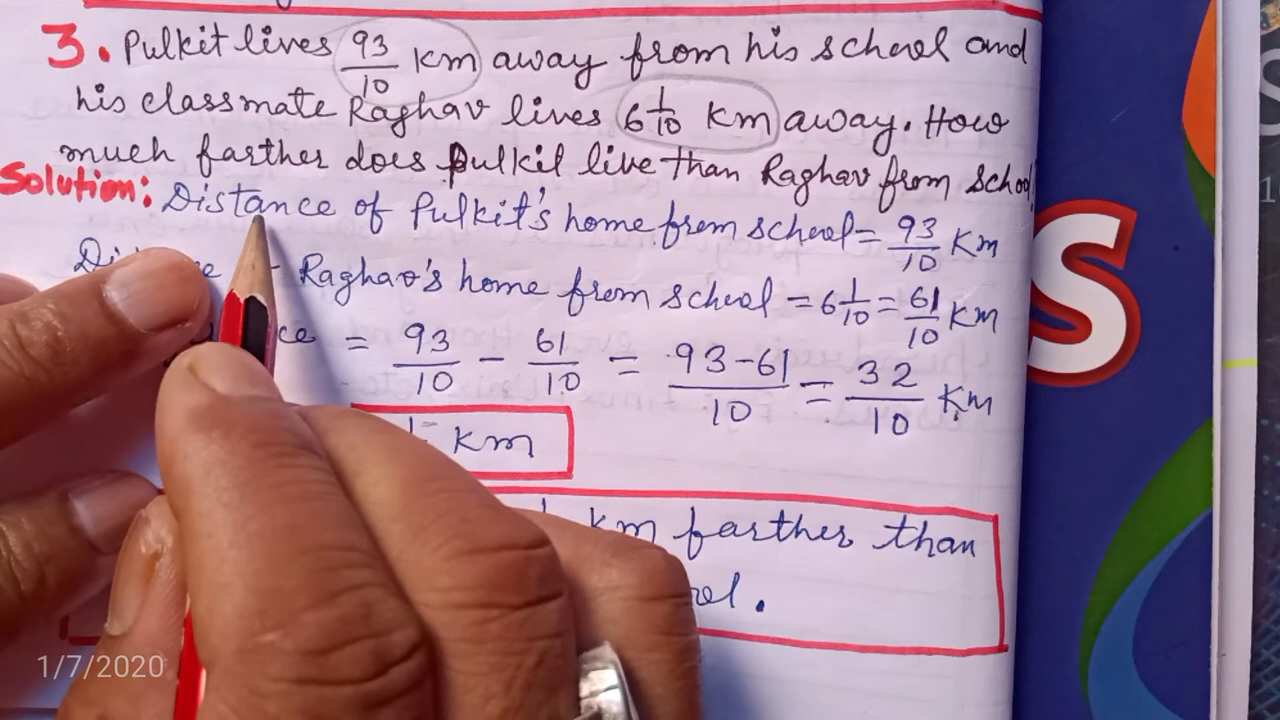 3. Pulkit lives 93/10 km away from his school and
his classmate Raghav lives 6 1/10 km away. How
much farther does Pulkit live than Raghav from school.
Solution: Distance of Pulkit's home from school = 93/10 Km
Raghav's home from school = 6 1/10 = 61/10 Km
= 93/10 - 61/10 = 93-61/10 = 32/10 Km
km
km farther than
1/7/2020
S